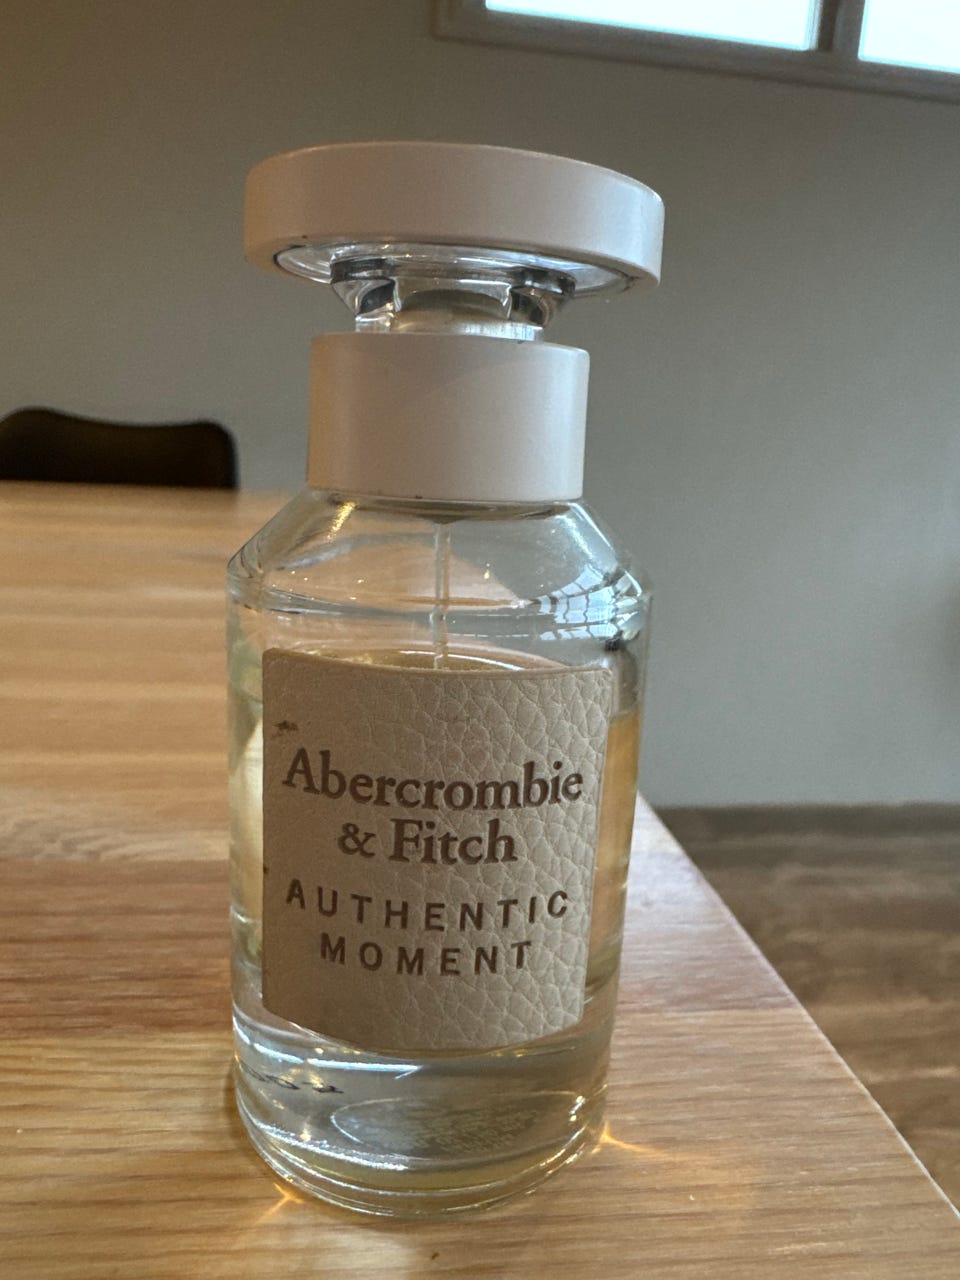 Abercrombie
& Fitch
AUTHENTIC
MOMENT